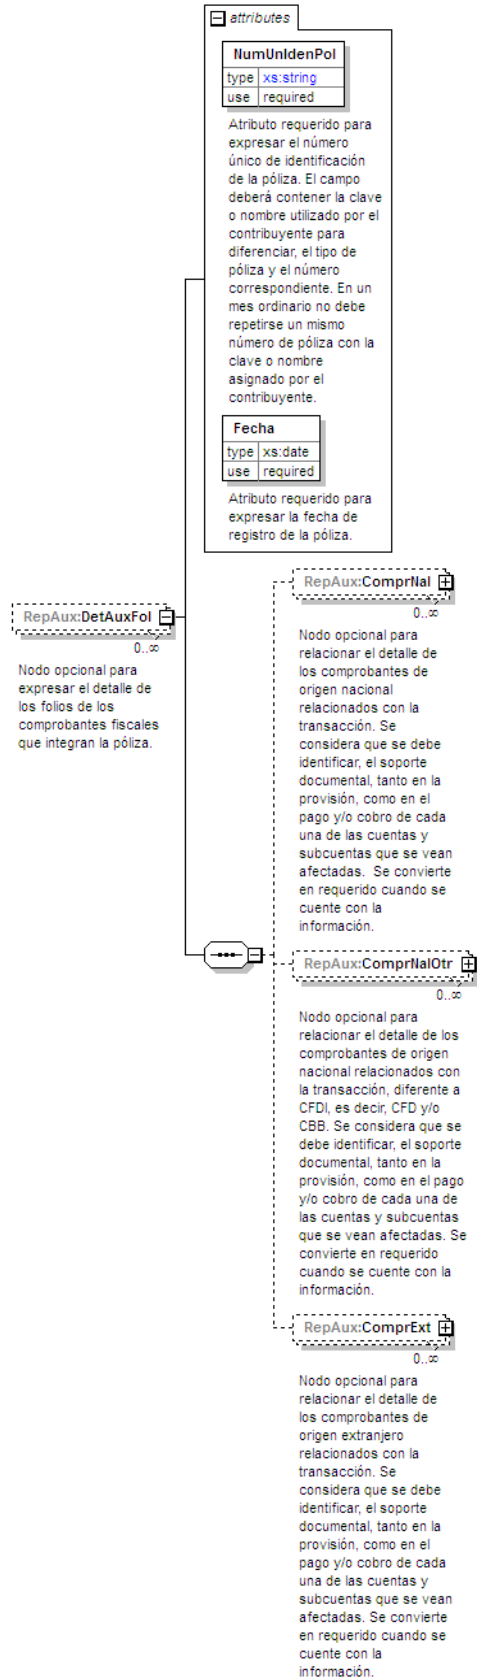 attributes
NumUnIdenPol
type xs:string
use required
Atributo requerido para
expresar el número
único de identificación
de la póliza. El campo
deberá contener la clave
o nombre utilizado por el
contribuyente para
diferenciar, el tipo de
póliza y el número
correspondiente. En un
mes ordinario no debe
repetirse un mismo
número de póliza con la
clave o nombre
asignado por el
contribuyente.
Fecha
type xs:date
use required
Atributo requerido para
expresar la fecha de
registro de la póliza.
RepAux:DetAuxFol
0..∞
Nodo opcional para
expresar el detalle de
los folios de los
comprobantes fiscales
que integran la póliza.
RepAux:ComprNal
0..∞
Nodo opcional para
relacionar el detalle de
los comprobantes de
origen nacional
relacionados con la
transacción. Se
considera que se debe
identificar, el soporte
documental, tanto en la
provisión, como en el
pago y/o cobro de cada
una de las cuentas y
subcuentas que se vean
afectadas. Se convierte
en requerido cuando se
cuente con la
información.
RepAux:ComprNalOtr
0..∞
Nodo opcional para
relacionar el detalle de los
comprobantes de origen
nacional relacionados con
la transacción, diferente a
CFDI, es decir, CFD y/o
CBB. Se considera que se
debe identificar, el soporte
documental, tanto en la
provisión, como en el pago
y/o cobro de cada una de
las cuentas y subcuentas
que se vean afectadas. Se
convierte en requerido
cuando se cuente con la
información.
RepAux:ComprExt
0..∞
Nodo opcional para
relacionar el detalle de
los comprobantes de
origen extranjero
relacionados con la
transacción. Se
considera que se debe
identificar, el soporte
documental, tanto en la
provisión, como en el
pago y/o cobro de cada
una de las cuentas y
subcuentas que se vean
afectadas. Se convierte
en requerido cuando se
cuente con la
información.